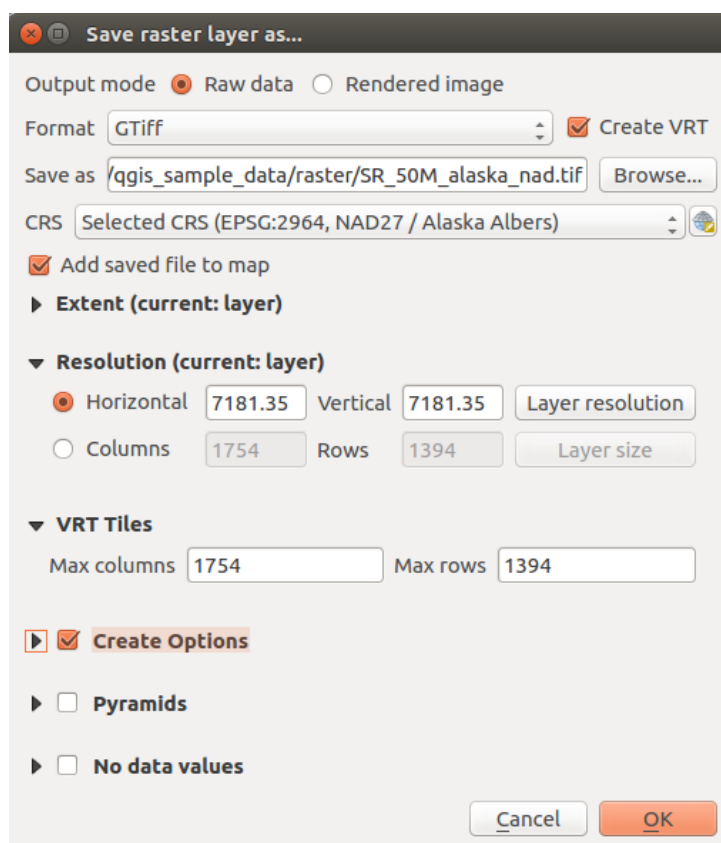 Save raster layer as...
Output mode Raw data Rendered image
Format GTiff Create VRT
Save as /qgis_sample_data/raster/SR_50M_alaska_nad.tif Browse...
CRS Selected CRS (EPSG:2964, NAD27 / Alaska Albers)
Add saved file to map
Extent (current: layer)
Resolution (current: layer)
Horizontal 7181.35 Vertical 7181.35 Layer resolution
Columns 1754 Rows 1394 Layer size
VRT Tiles
Max columns 1754 Max rows 1394
Create Options
Pyramids
No data values
Cancel OK